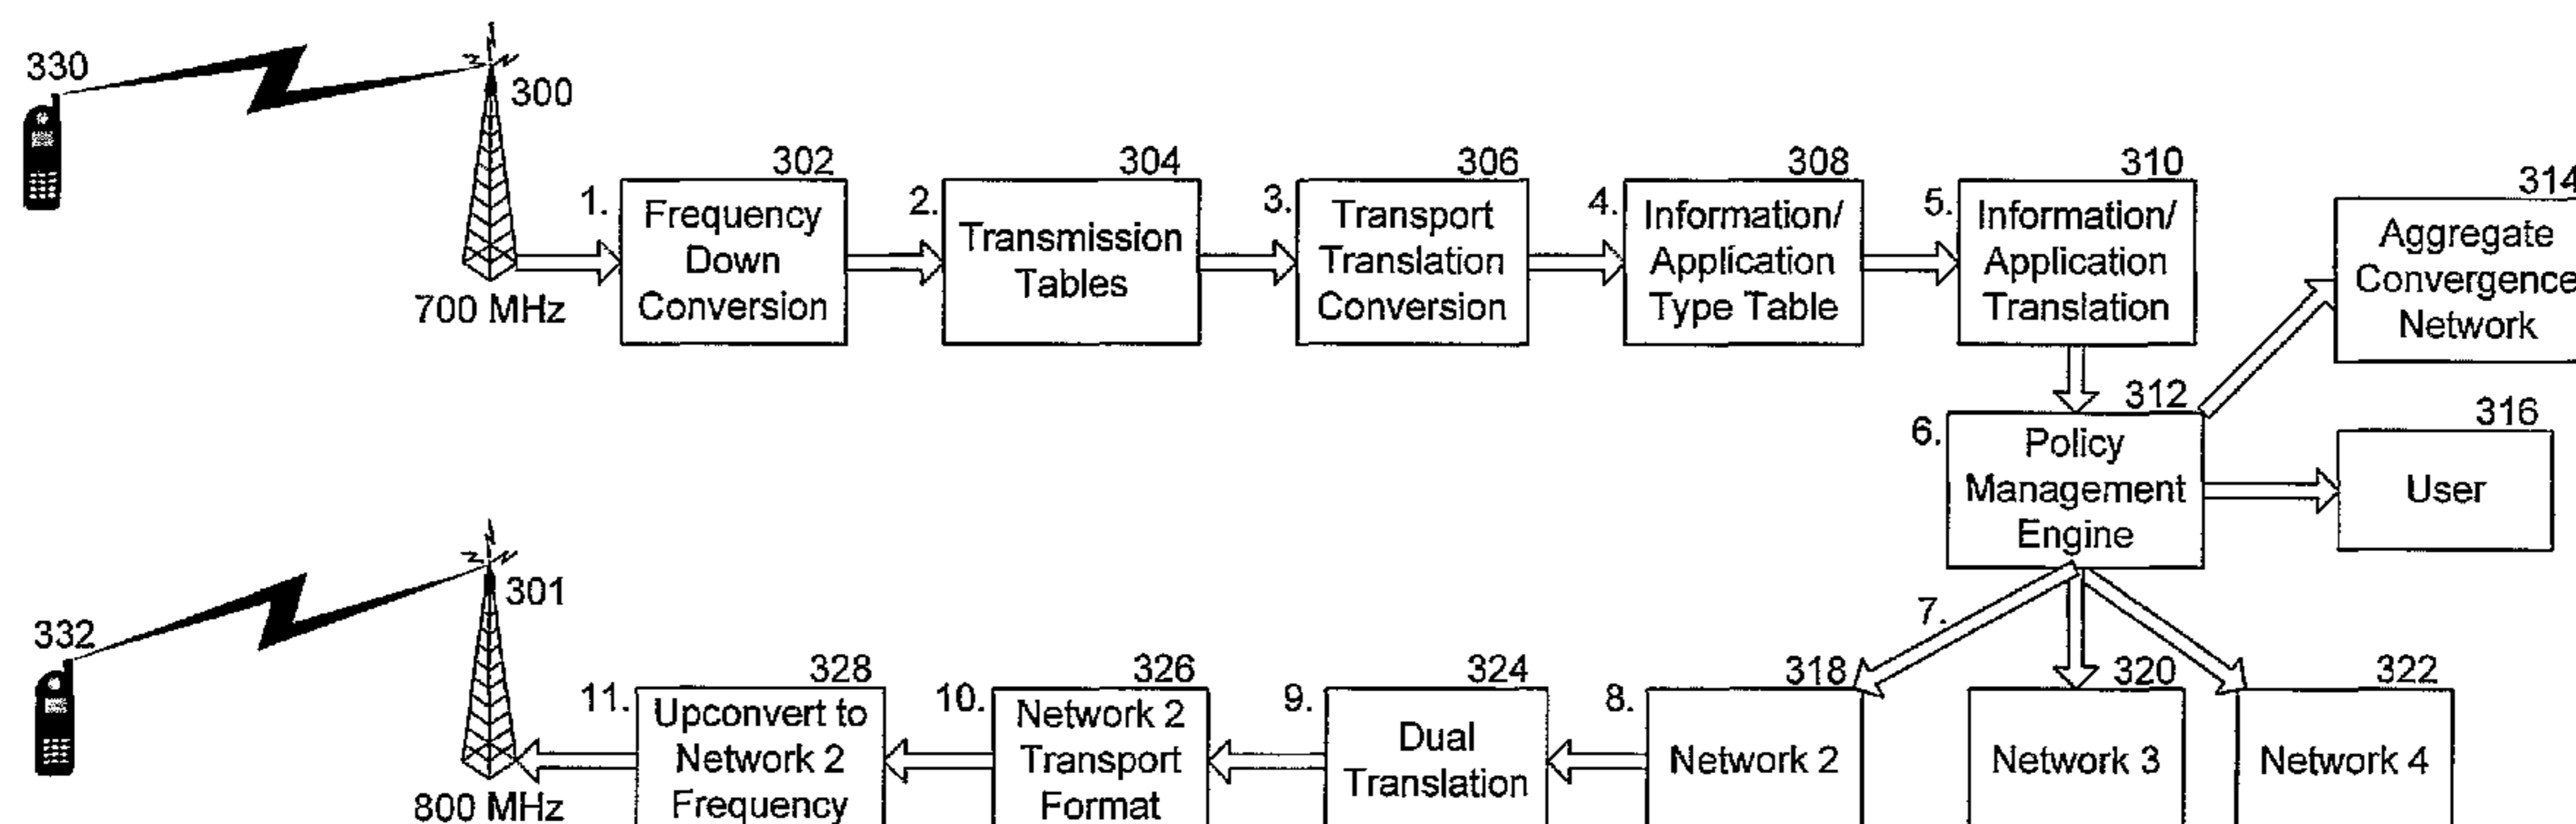 330
300
700 MHz
302
1.
Frequency
Down
Conversion
304
2.
Transmission
Tables
306
3.
Transport
Translation
Conversion
308
4.
Information/
Application
Type Table
310
5.
Information/
Application
Translation
314
Aggregate
Convergence
Network
312
6.
Policy
Management
Engine
316
User
7.
332
301
800 MHz
328
11.
Upconvert to
Network 2
Frequency
326
10.
Network 2
Transport
Format
324
9.
Dual
Translation
318
8.
Network 2
320
Network 3
322
Network 4